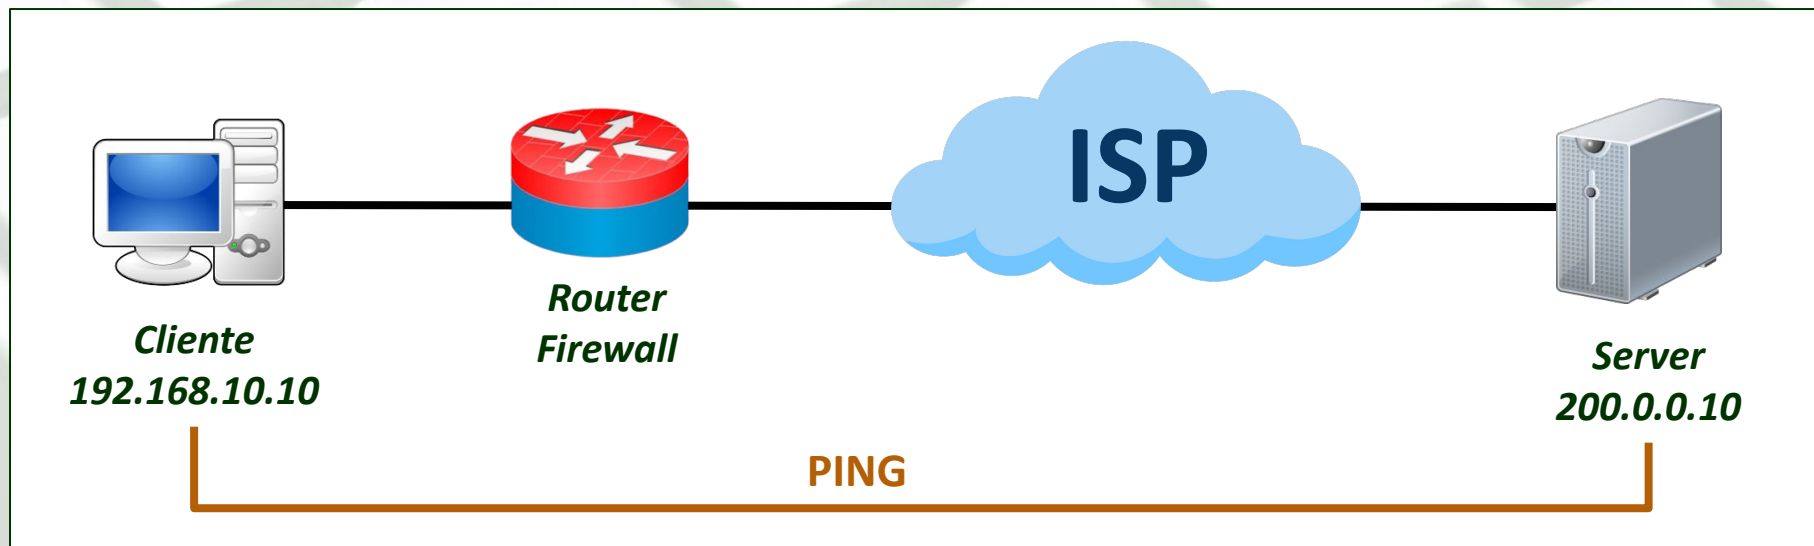 ISP
Router
Firewall
Cliente
192.168.10.10
Server
200.0.0.10
PING